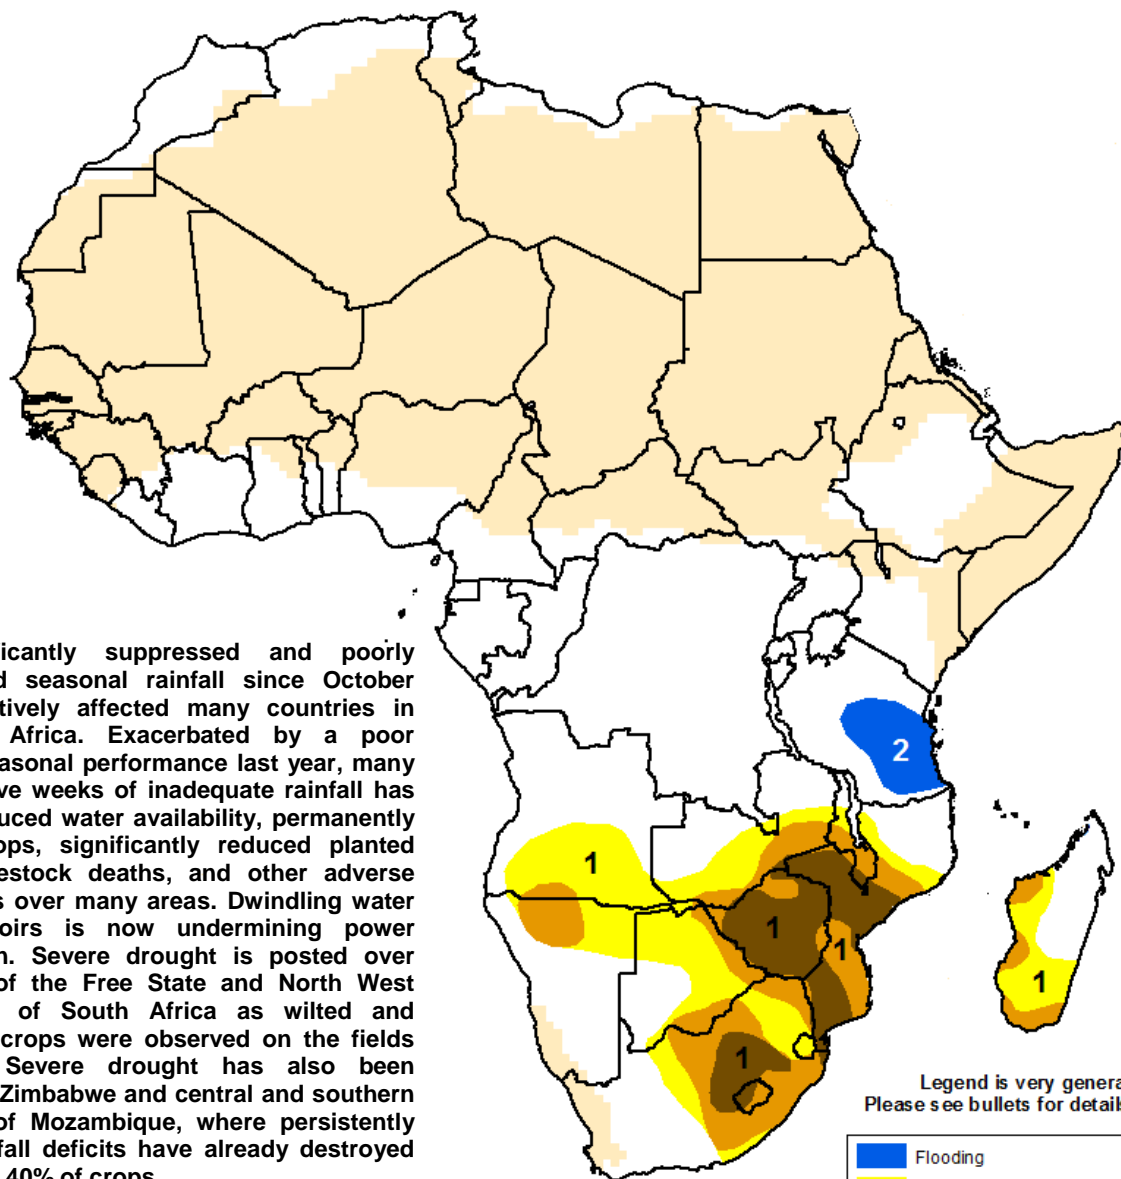 icantly suppressed and poorly
d seasonal rainfall since October
tively affected many countries in
Africa. Exacerbated by a poor
easonal performance last year, many
ve weeks of inadequate rainfall has
uced water availability, permanently
ops, significantly reduced planted
estock deaths, and other adverse
s over many areas. Dwindling water
oirs is now undermining power
n. Severe drought is posted over
of the Free State and North West
of South Africa as wilted and
crops were observed on the fields
Severe drought has also been
Zimbabwe and central and southern
of Mozambique, where persistently
fall deficits have already destroyed
40% of crops.
2
1
1
1
1
1
Legend is very genera
Please see bullets for details
Flooding